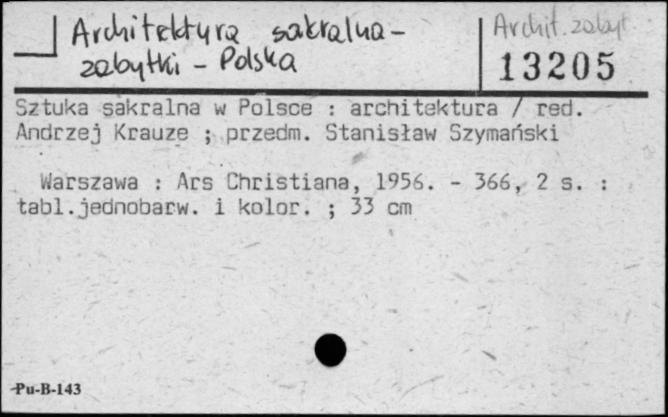 Architektura sakralna -
zabytki - Polska
Archit. zabyt.
13205
Sztuka sakralna w Polsce : architektura / red.
Andrzej Krauze ; przedm. Stanisław Szymański
Warszawa : Ars Christiana, 1956. - 366, 2 s. :
tabl.jednobarw. i kolor. ; 33 cm
Pu-B-143